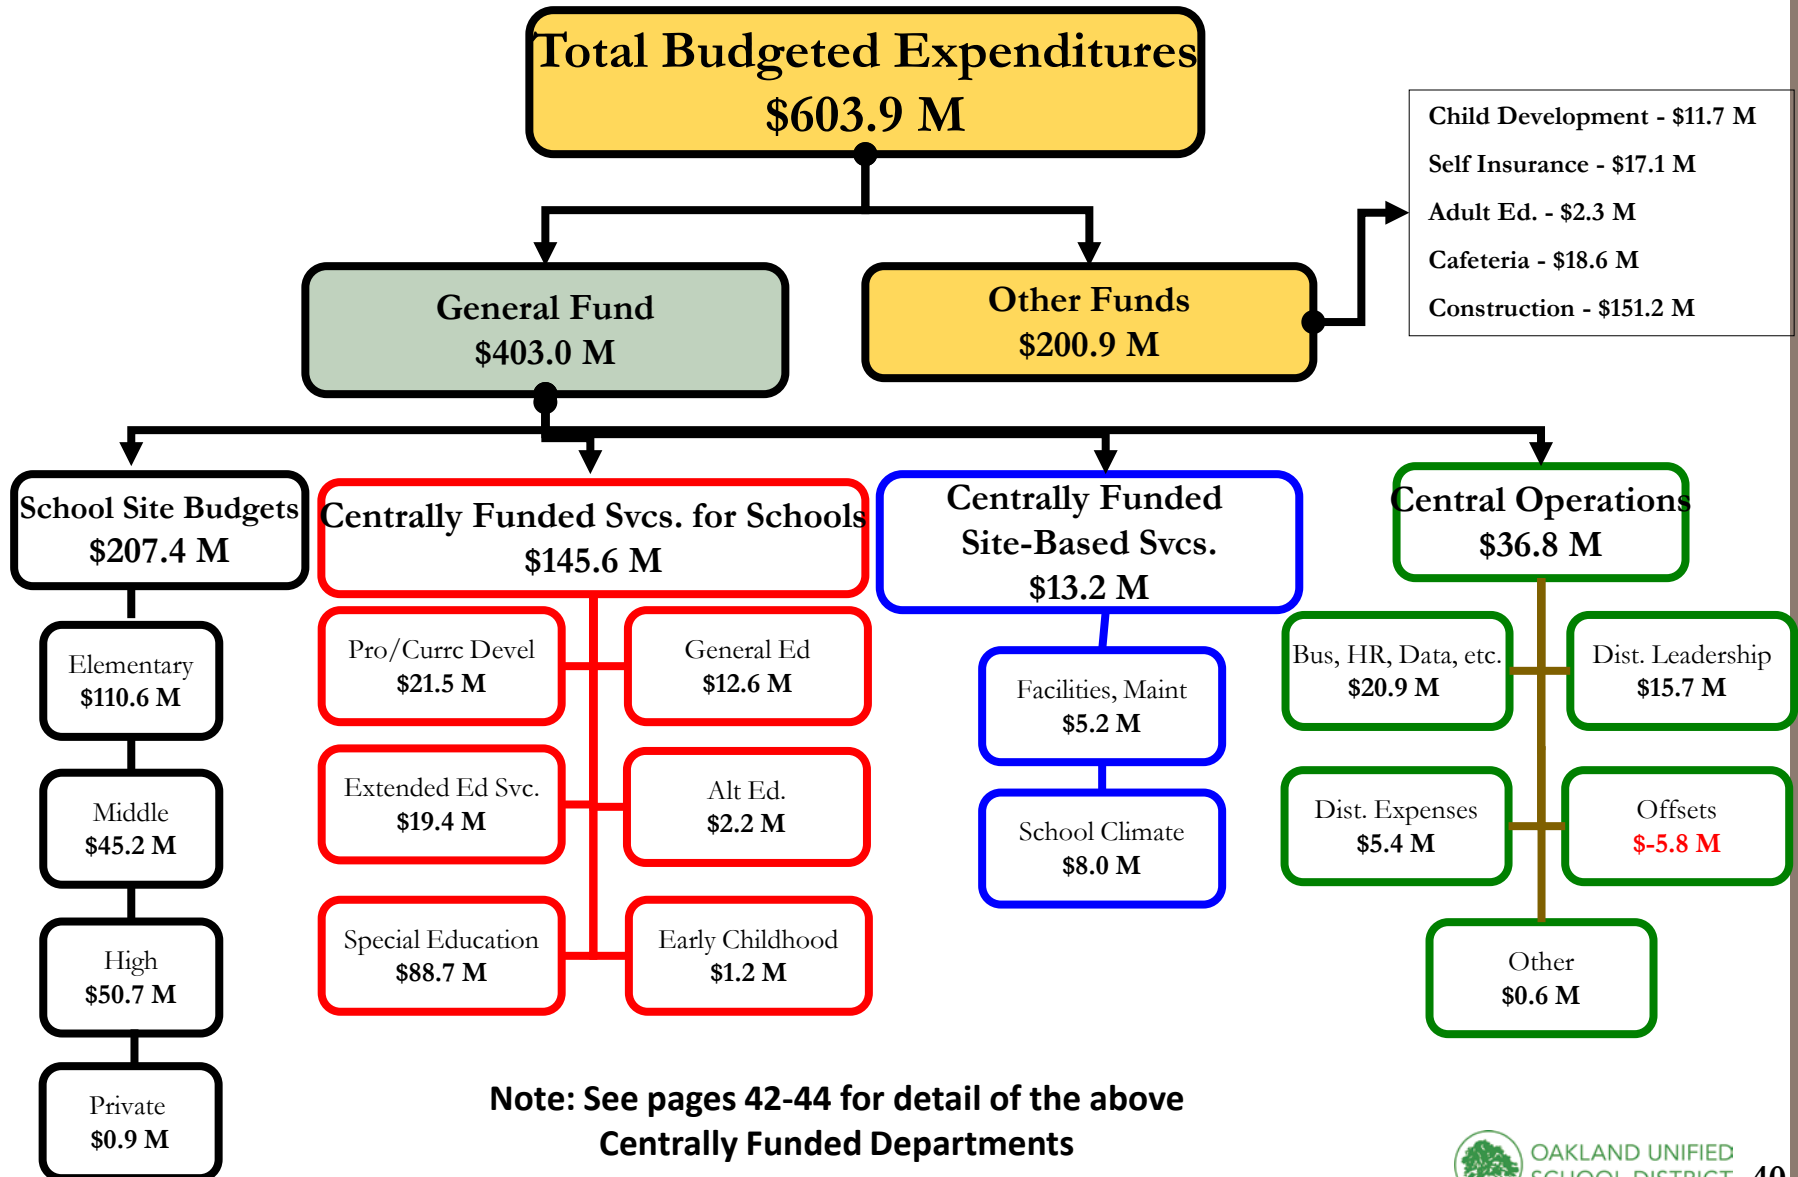 Total Budgeted Expenditures
$603.9 M
Child Development - $11.7 M
Self Insurance - $17.1 M
Adult Ed. - $2.3 M
Cafeteria - $18.6 M
Construction - $151.2 M
General Fund
$403.0 M
Other Funds
$200.9 M
School Site Budgets
$207.4 M
Centrally Funded Svcs. for Schools
$145.6 M
Centrally Funded
Site-Based Svcs.
$13.2 M
Central Operations
$36.8 M
Elementary
$110.6 M
Middle
$45.2 M
High
$50.7 M
Private
$0.9 M
Pro/Currc Devel
$21.5 M
General Ed
$12.6 M
Extended Ed Svc.
$19.4 M
Alt Ed.
$2.2 M
Special Education
$88.7 M
Early Childhood
$1.2 M
Facilities, Maint
$5.2 M
School Climate
$8.0 M
Bus, HR, Data, etc.
$20.9 M
Dist. Leadership
$15.7 M
Dist. Expenses
$5.4 M
Offsets
$-5.8 M
Other
$0.6 M
Note: See pages 42-44 for detail of the above
Centrally Funded Departments
OAKLAND UNIFIED
SCHOOL DISTRICT
40